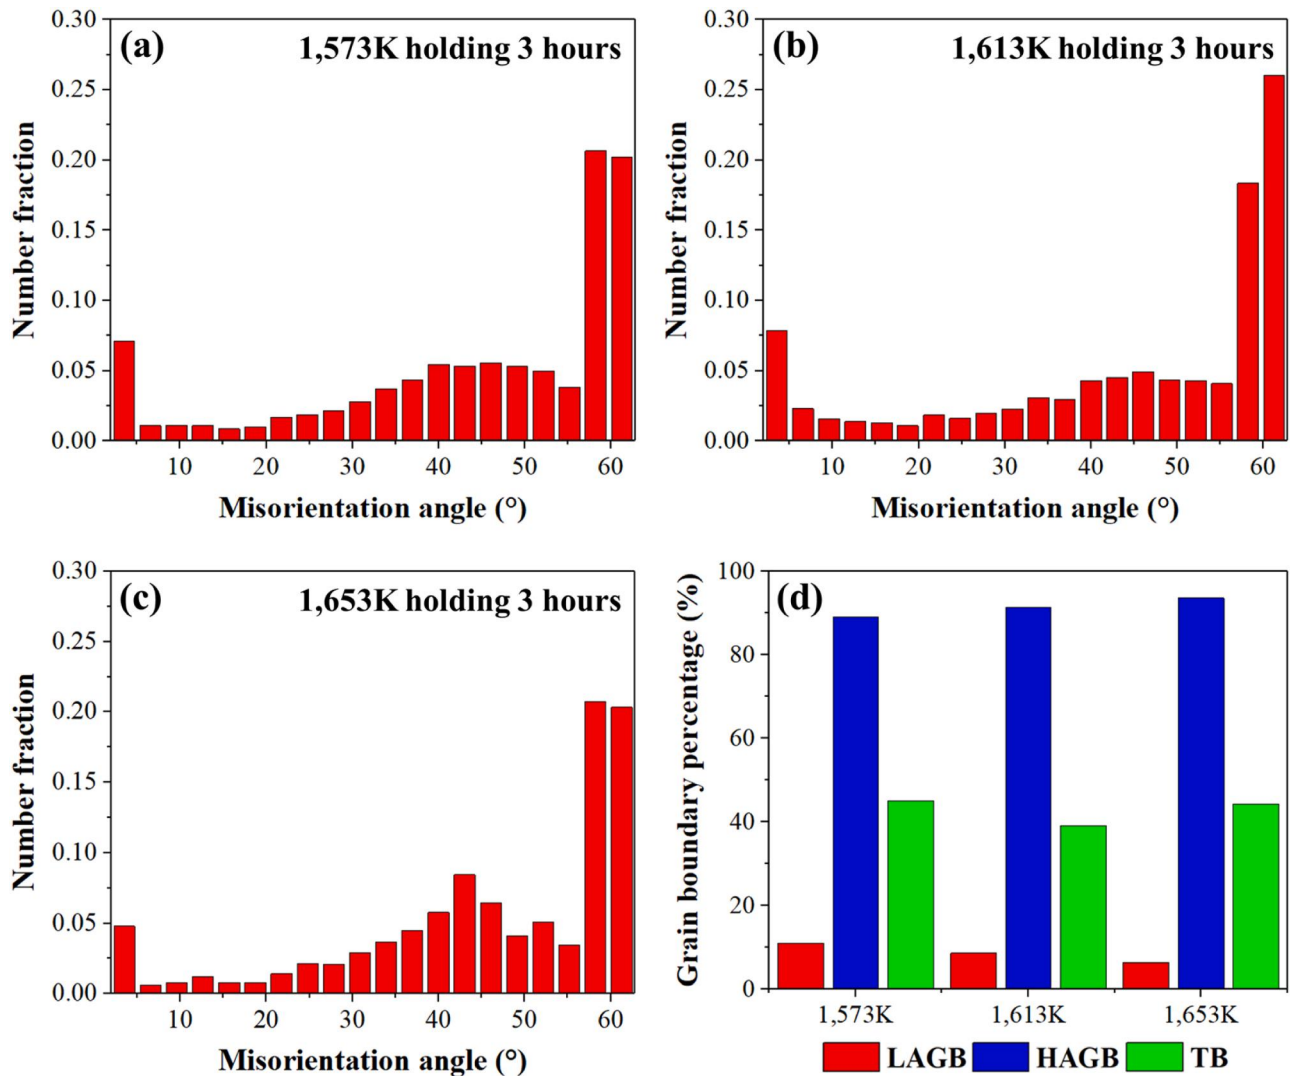 (a)
1,573K holding 3 hours
0.30
0.25
0.20
0.15
0.10
0.05
0.00
Number fraction
10 20 30 40 50 60
Misorientation angle (°)
(b)
1,613K holding 3 hours
0.30
0.25
0.20
0.15
0.10
0.05
0.00
Number fraction
10 20 30 40 50 60
Misorientation angle (°)
(c)
1,653K holding 3 hours
0.30
0.25
0.20
0.15
0.10
0.05
0.00
Number fraction
10 20 30 40 50 60
Misorientation angle (°)
(d)
100
80
60
40
20
0
Grain boundary percentage (%)
1,573K 1,613K 1,653K
LAGB HAGB TB